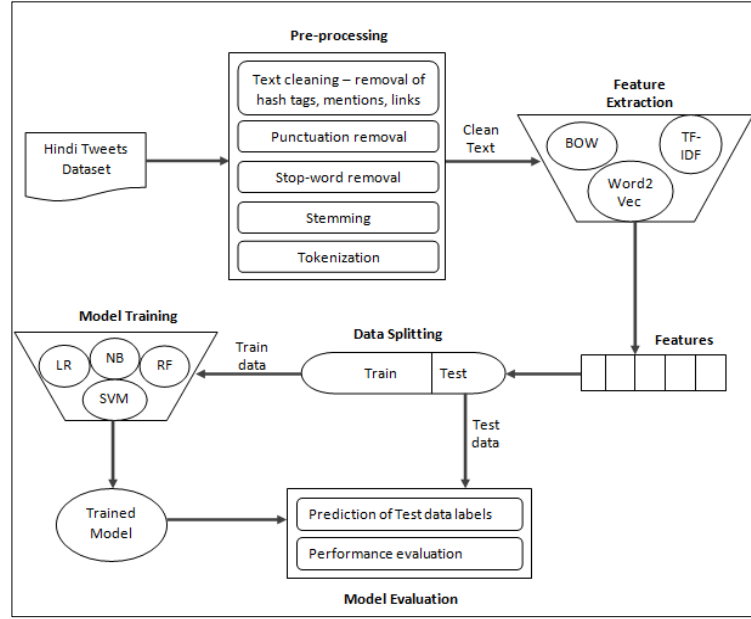 Pre-processing
Text cleaning – removal of
hash tags, mentions, links
Punctuation removal
Stop-word removal
Stemming
Tokenization
Hindi Tweets
Dataset
Clean
Text
Feature
Extraction
BOW
TF-
IDF
Word2
Vec
Model Training
LR
NB
RF
SVM
Train
data
Data Splitting
Train
Test
Features
Test
data
Trained
Model
Prediction of Test data labels
Performance evaluation
Model Evaluation